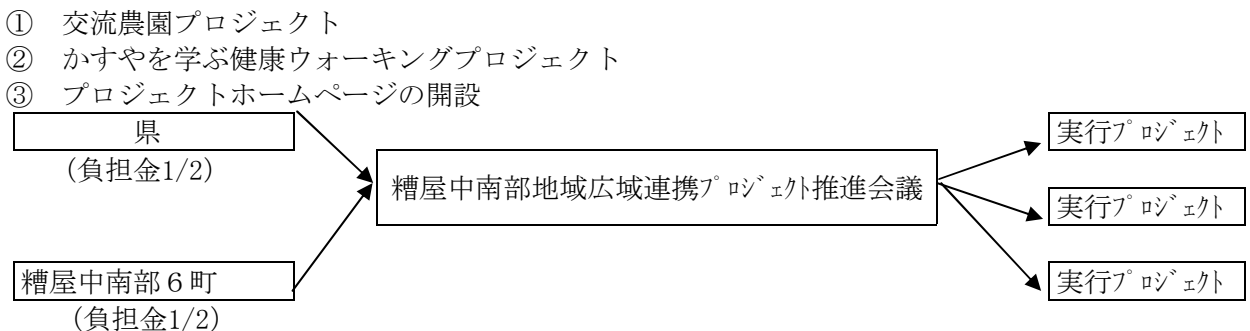 ① 交流農園プロジェクト
② かすやを学ぶ健康ウォーキングプロジェクト
③ プロジェクトホームページの開設
県
(負担金1/2)
糟屋中南部地域広域連携ﾌﾟﾛｼﾞｪｸﾄ推進会議
糟屋中南部６町
(負担金1/2)
実行ﾌﾟﾛｼﾞｪｸﾄ
実行ﾌﾟﾛｼﾞｪｸﾄ
実行ﾌﾟﾛｼﾞｪｸﾄ